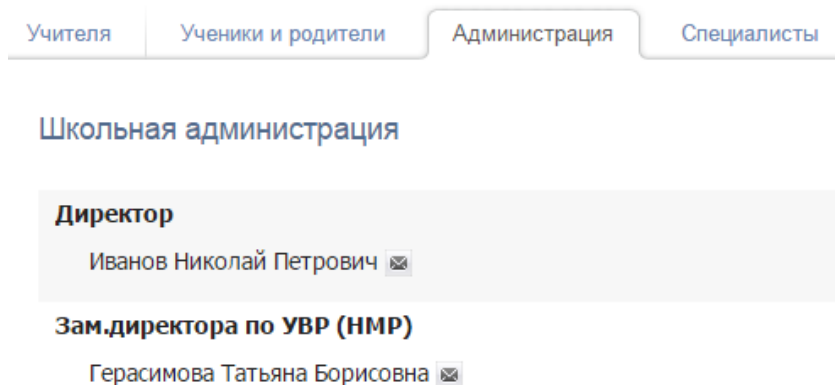 Учителя Ученики и родители Администрация Специалисты
Школьная администрация
Директор
Иванов Николай Петрович
Зам.директора по УВР (НМР)
Герасимова Татьяна Борисовна